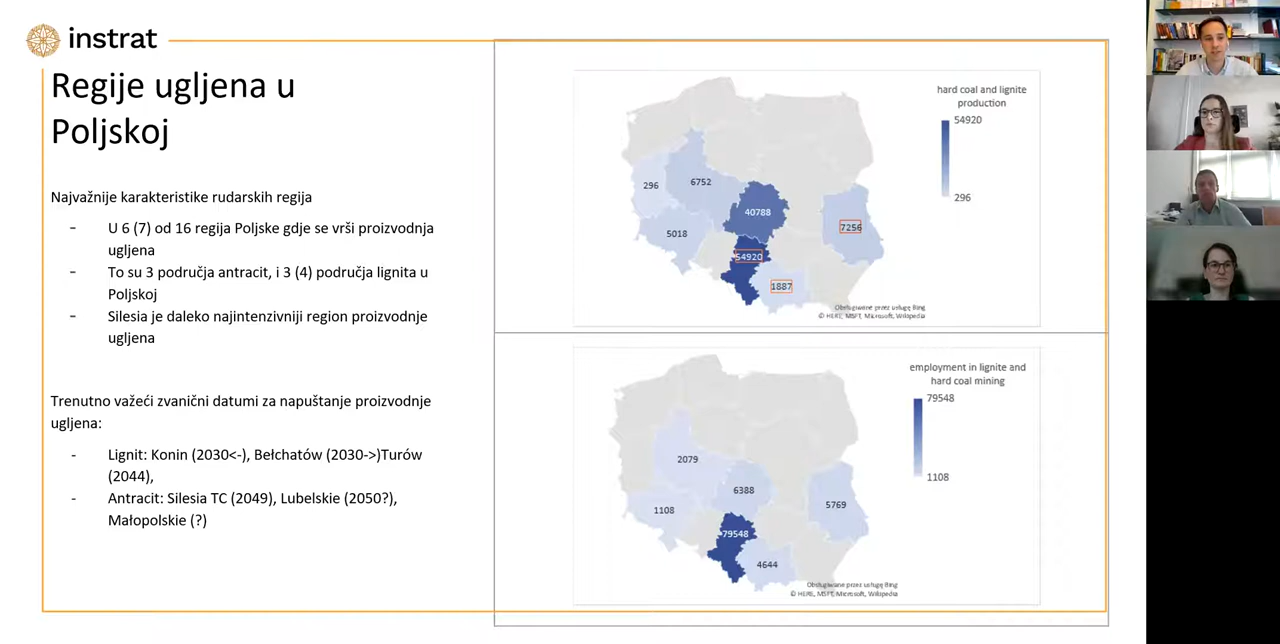 instrat
Regije ugljena u
Poljskoj
Najvažnije karakteristike rudarskih regija
- U 6 (7) od 16 regija Poljske gdje se vrši proizvodnja
ugljena
- To su 3 područja antracit, i 3 (4) područja lignita u
Poljskoj
- Silesia je daleko najintenzivniji region proizvodnje
ugljena
Trenutno važeći zvanični datumi za napuštanje proizvodnje
ugljena:
- Lignit: Konin (2030<-), Bełchatów (2030->)Turów
(2044),
- Antracit: Silesia TC (2049), Lubelskie (2050?),
Małopolskie (?)
hard coal and lignite
production
54920
296
296
6752
40788
5018
7256
54920
1887
Obsługiwane przez usługę Bing
© HERE, MSFT, Microsoft, Wikipedia
employment in lignite and
hard coal mining
79548
1108
2079
6388
5769
1108
79548
4644
Obsługiwane przez usługę Bing
© HERE, MSFT, Microsoft, Wikipedia